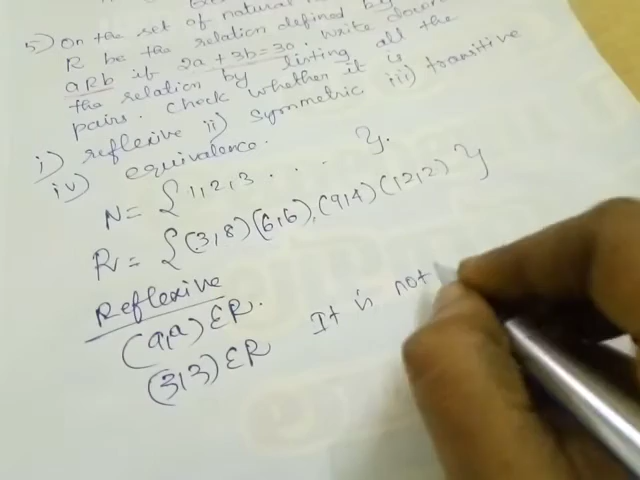 5) On the set of natural
R be the relation defined by
aRb if 2a + 3b = 30. write down
the relation by listing all the
pairs. check whether it is
i) reflexive ii) symmetric iii) transitive
iv) equivalence.
N = { 1, 2, 3 . . . }.
R = { (3,8) (6,6), (9,4) (12,2) }
Reflexive
(a,a) ∈ R.
(3,3) ∈ R It is not